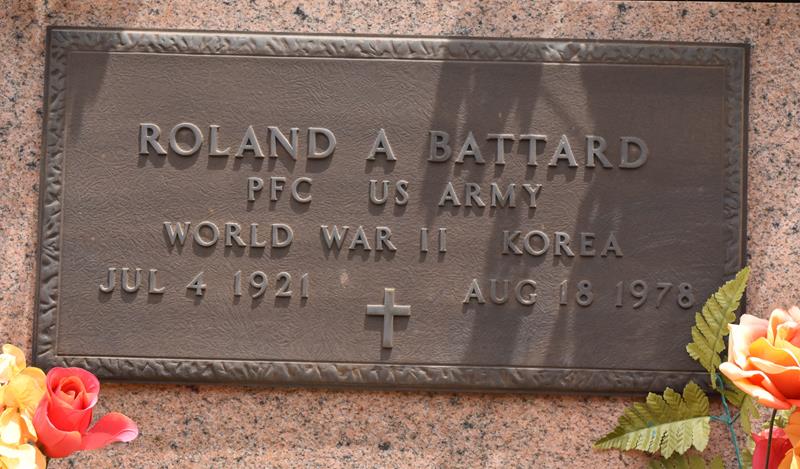 ROLAND A BATTARD
PFC US ARMY
WORLD WAR II KOREA
JUL 4 1921 AUG 18 1978